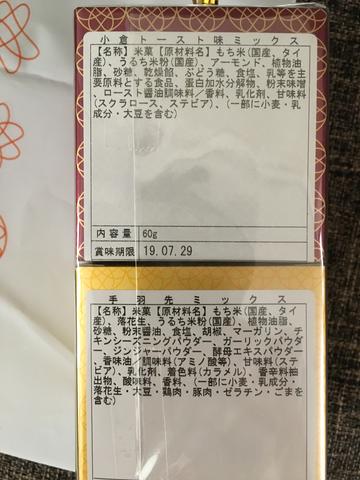 小倉トースト味ミックス
【名称】米菓【原材料名】もち米(国産、タイ
産)、うるち米粉(国産)、アーモンド、植物油
脂、砂糖、乾燥餡、ぶどう糖、食塩、乳等を主
要原料とする食品、蛋白加水分解物、粉末味噌
、ロースト醤油調味料／香料、乳化剤、甘味料
(スクラロース、ステビア)、(一部に小麦・乳
成分・大豆を含む)
内容量 60g
賞味期限 19.07.29
手羽先ミックス
【名称】米菓【原材料名】もち米(国産、タイ
産)、落花生、うるち米粉(国産)、植物油脂、
砂糖、粉末醤油、食塩、胡椒、マーガリン、チ
キンシーズニングパウダー、ガーリックパウダー
、ジンジャーパウダー、酵母エキスパウダー
、香味油／調味料(アミノ酸等)、甘味料(ステ
ビア)、乳化剤、着色料(カラメル)、香辛料抽
出物、酸味料、香料、(一部に小麦・乳成分・
落花生・大豆・鶏肉・豚肉・ゼラチン・ごまを
含む)